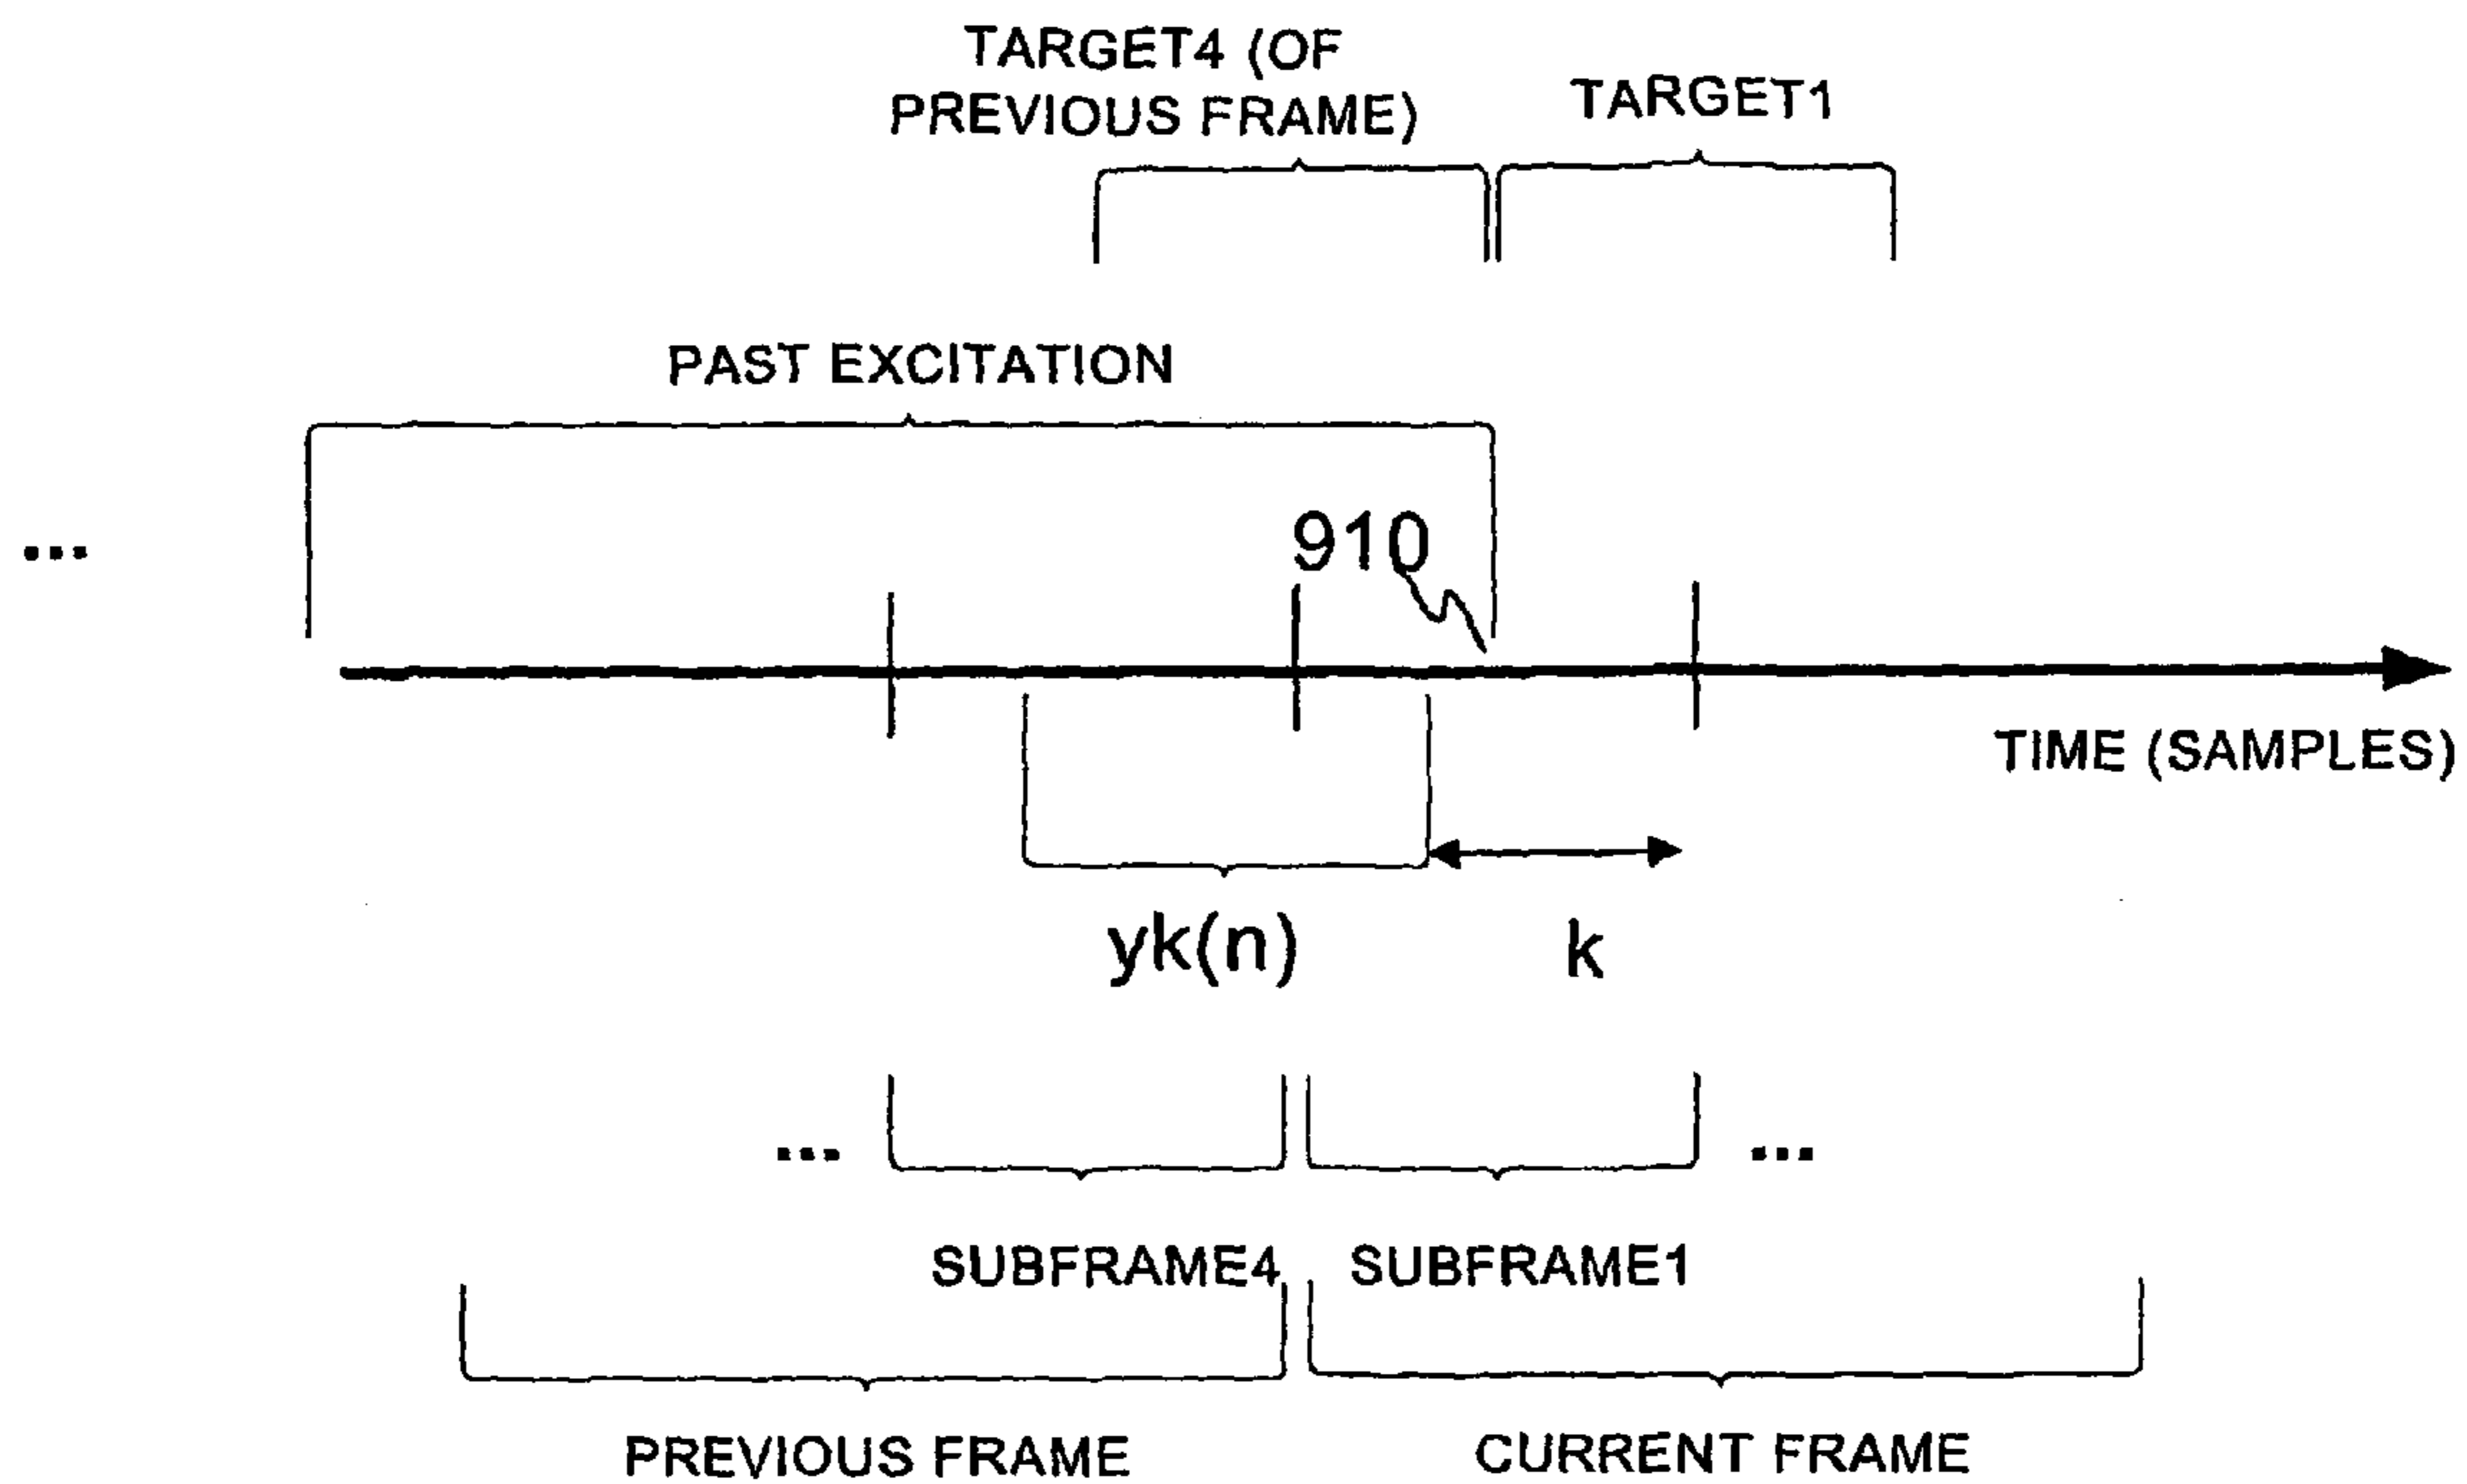 TARGET4 (OF
PREVIOUS FRAME)
TARGET1
PAST EXCITATION
...
910
TIME (SAMPLES)
yk(n)
k
...
...
SUBFRAME4
SUBFRAME1
PREVIOUS FRAME
CURRENT FRAME